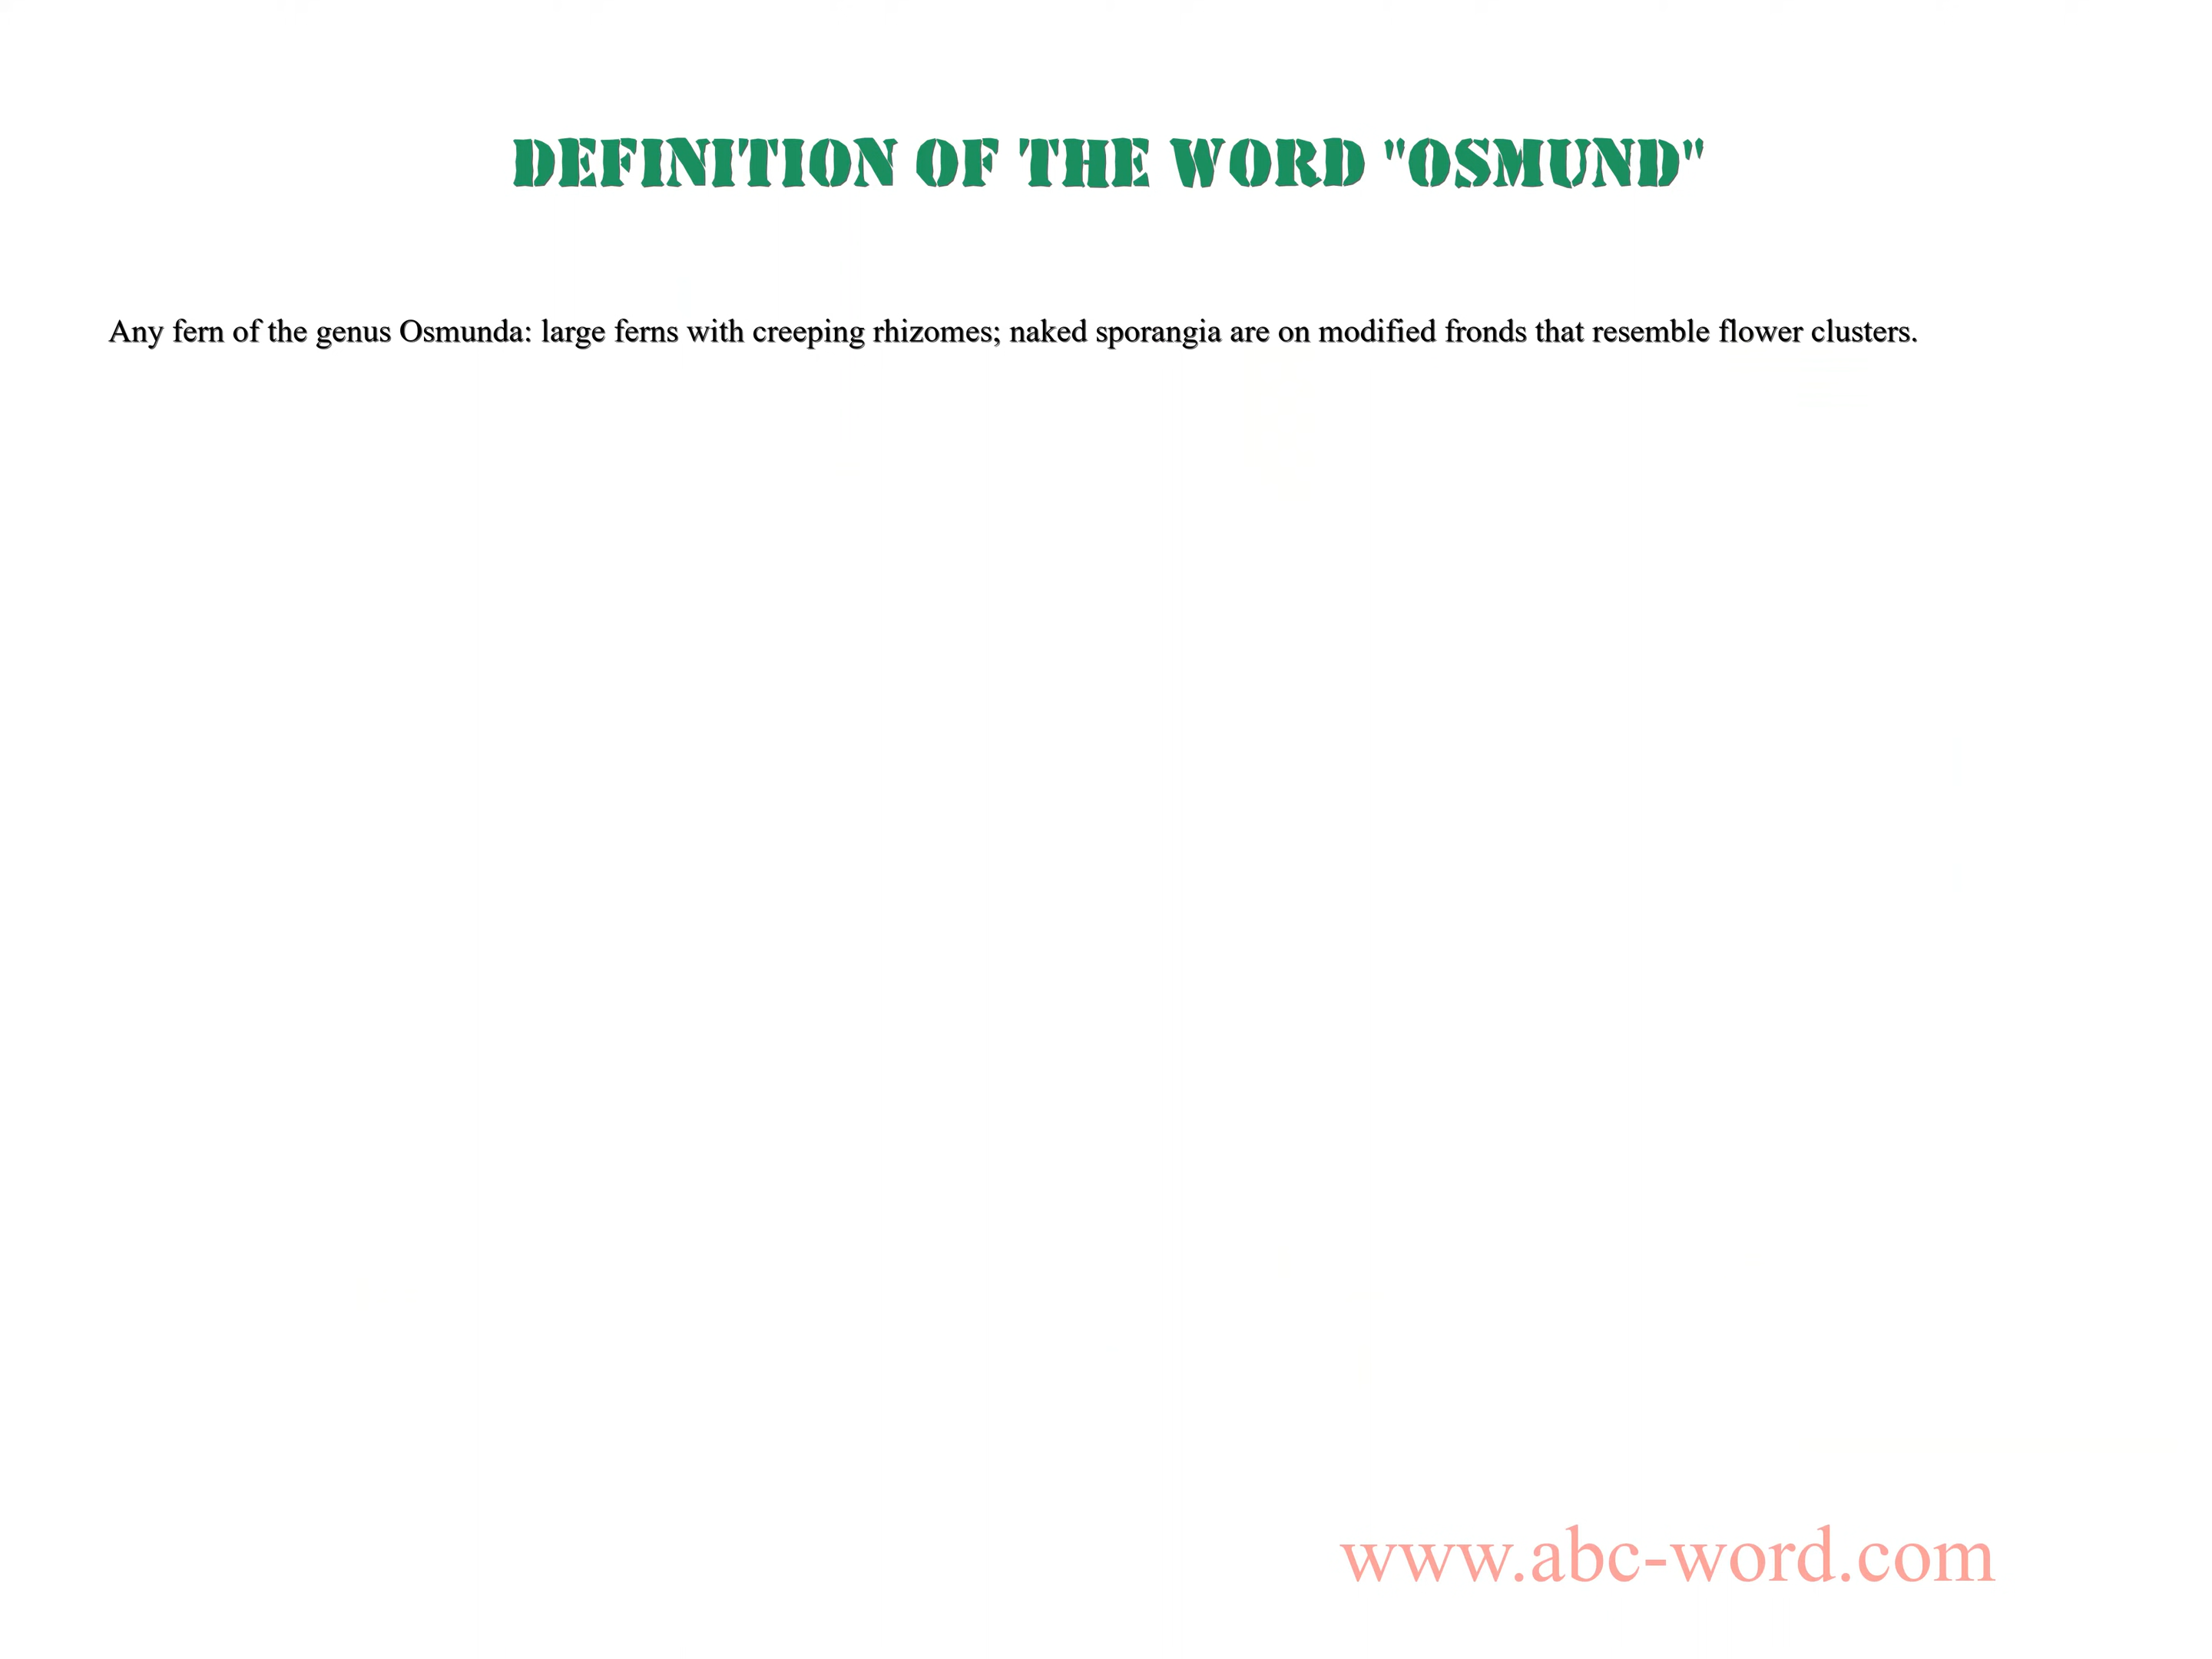 DEFINITION OF THE WORD "OSMUND"
Any fern of the genus Osmunda: large ferns with creeping rhizomes; naked sporangia are on modified fronds that resemble flower clusters.
www.abc-word.com